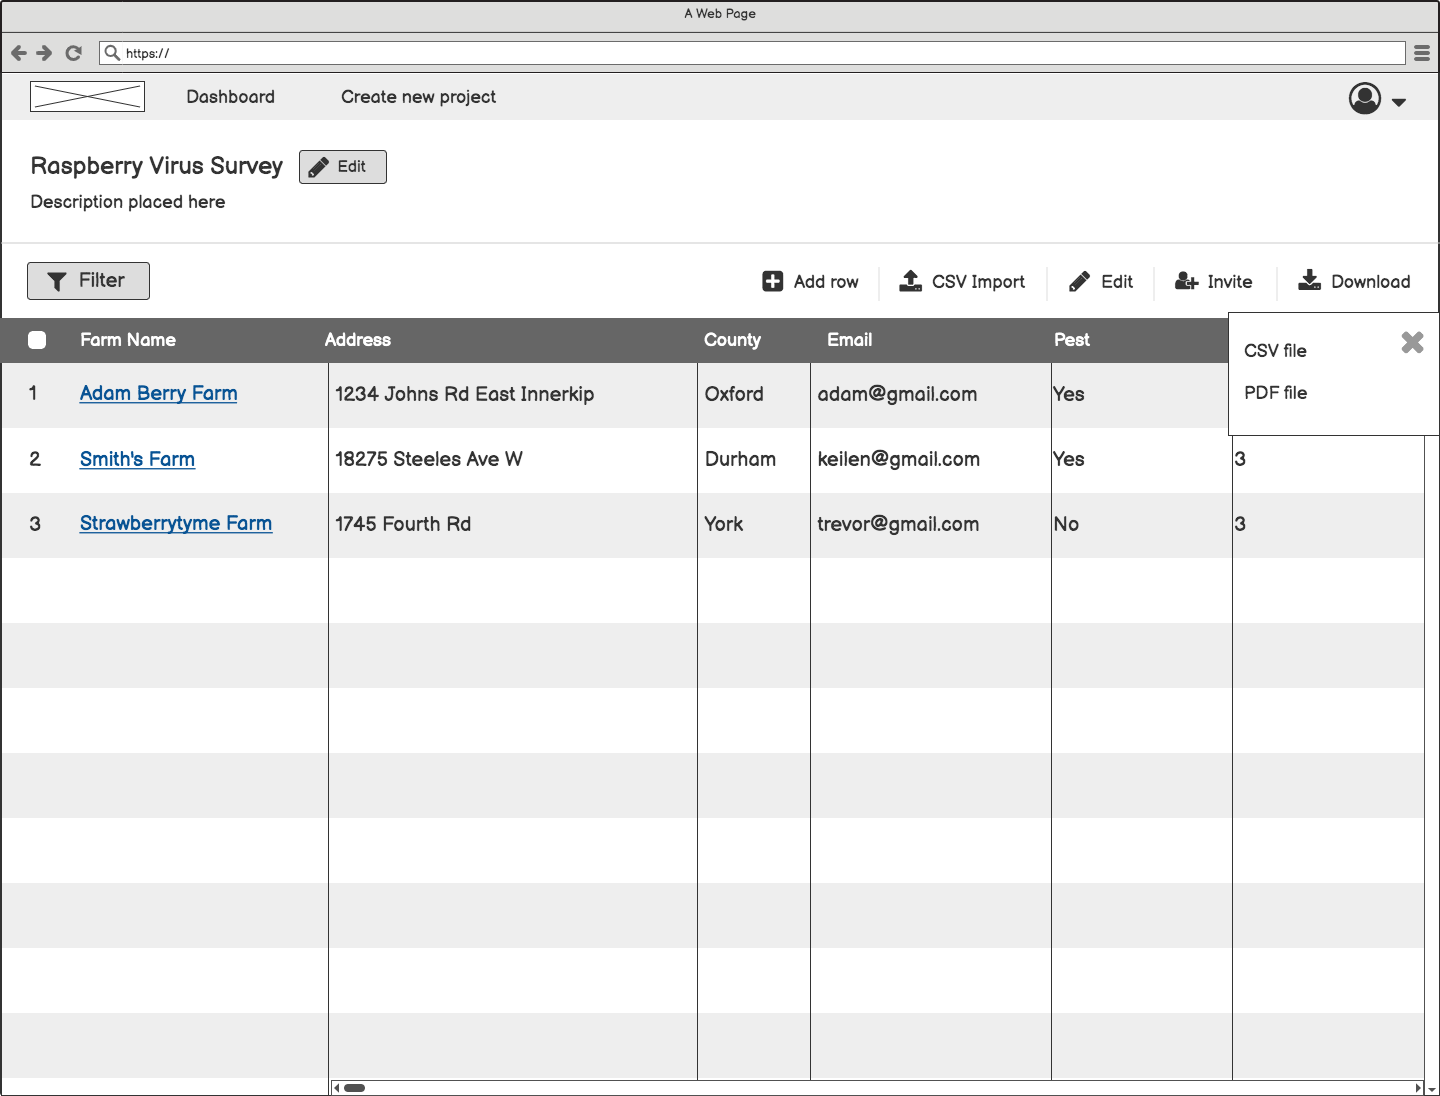 A Web Page
https://
Dashboard Create new project
Raspberry Virus Survey Edit
Description placed here
Filter Add row CSV Import Edit Invite Download
Farm Name Address County Email Pest
CSV file
PDF file
1 Adam Berry Farm 1234 Johns Rd East Innerkip Oxford adam@gmail.com Yes
2 Smith's Farm 18275 Steeles Ave W Durham keilen@gmail.com Yes 3
3 Strawberrytyme Farm 1745 Fourth Rd York trevor@gmail.com No 3